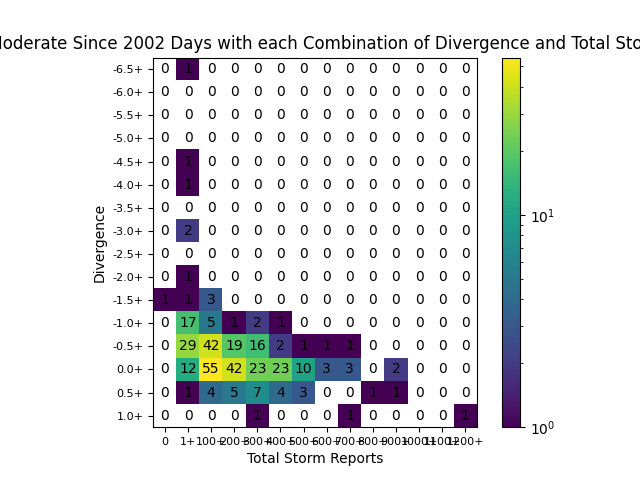 Moderate Since 2002 Days with each Combination of Divergence and Total Sto
-6.5+ 0 1 0 0 0 0 0 0 0 0 0 0 0 0
-6.0+ 0 0 0 0 0 0 0 0 0 0 0 0 0 0
-5.5+ 0 0 0 0 0 0 0 0 0 0 0 0 0 0
-5.0+ 0 0 0 0 0 0 0 0 0 0 0 0 0 0
-4.5+ 0 1 0 0 0 0 0 0 0 0 0 0 0 0
-4.0+ 0 1 0 0 0 0 0 0 0 0 0 0 0 0
-3.5+ 0 0 0 0 0 0 0 0 0 0 0 0 0 0
-3.0+ 0 2 0 0 0 0 0 0 0 0 0 0 0 0
-2.5+ 0 0 0 0 0 0 0 0 0 0 0 0 0 0
-2.0+ 0 1 0 0 0 0 0 0 0 0 0 0 0 0
-1.5+ 1 1 3 0 0 0 0 0 0 0 0 0 0 0
-1.0+ 0 17 5 1 2 1 0 0 0 0 0 0 0 0
-0.5+ 0 29 42 19 16 2 1 1 1 0 0 0 0 0
0.0+ 0 12 55 42 23 23 10 3 3 0 2 0 0 0
0.5+ 0 1 4 5 7 4 3 0 0 1 1 0 0 0
1.0+ 0 0 0 0 1 0 0 0 1 0 0 0 0 1
0 1+ 100+ 200+ 300+ 400+ 500+ 600+ 700+ 800+ 900+ 1000+ 1100+ 1200+
Total Storm Reports
Divergence
10^1
10^0